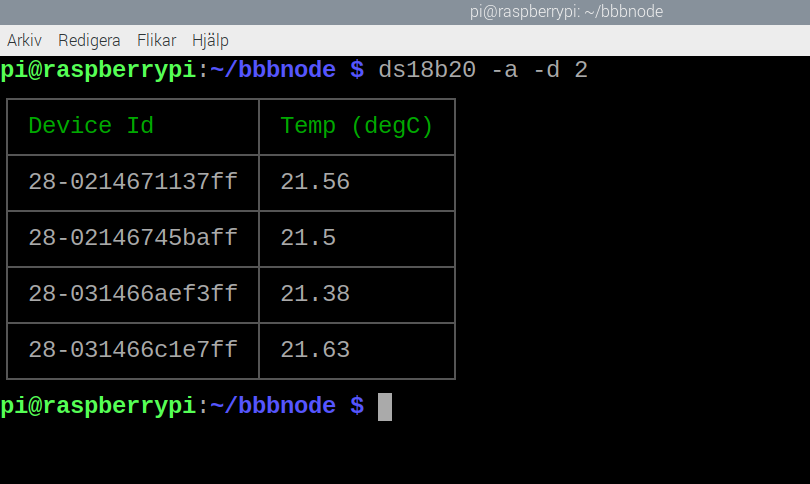 pi@raspberrypi: ~/bbbnode
Arkiv Redigera Flikar Hjälp
pi@raspberrypi:~/bbbnode $ ds18b20 -a -d 2
Device Id Temp (degC)
28-0214671137ff 21.56
28-02146745baff 21.5
28-031466aef3ff 21.38
28-031466c1e7ff 21.63
pi@raspberrypi:~/bbbnode $